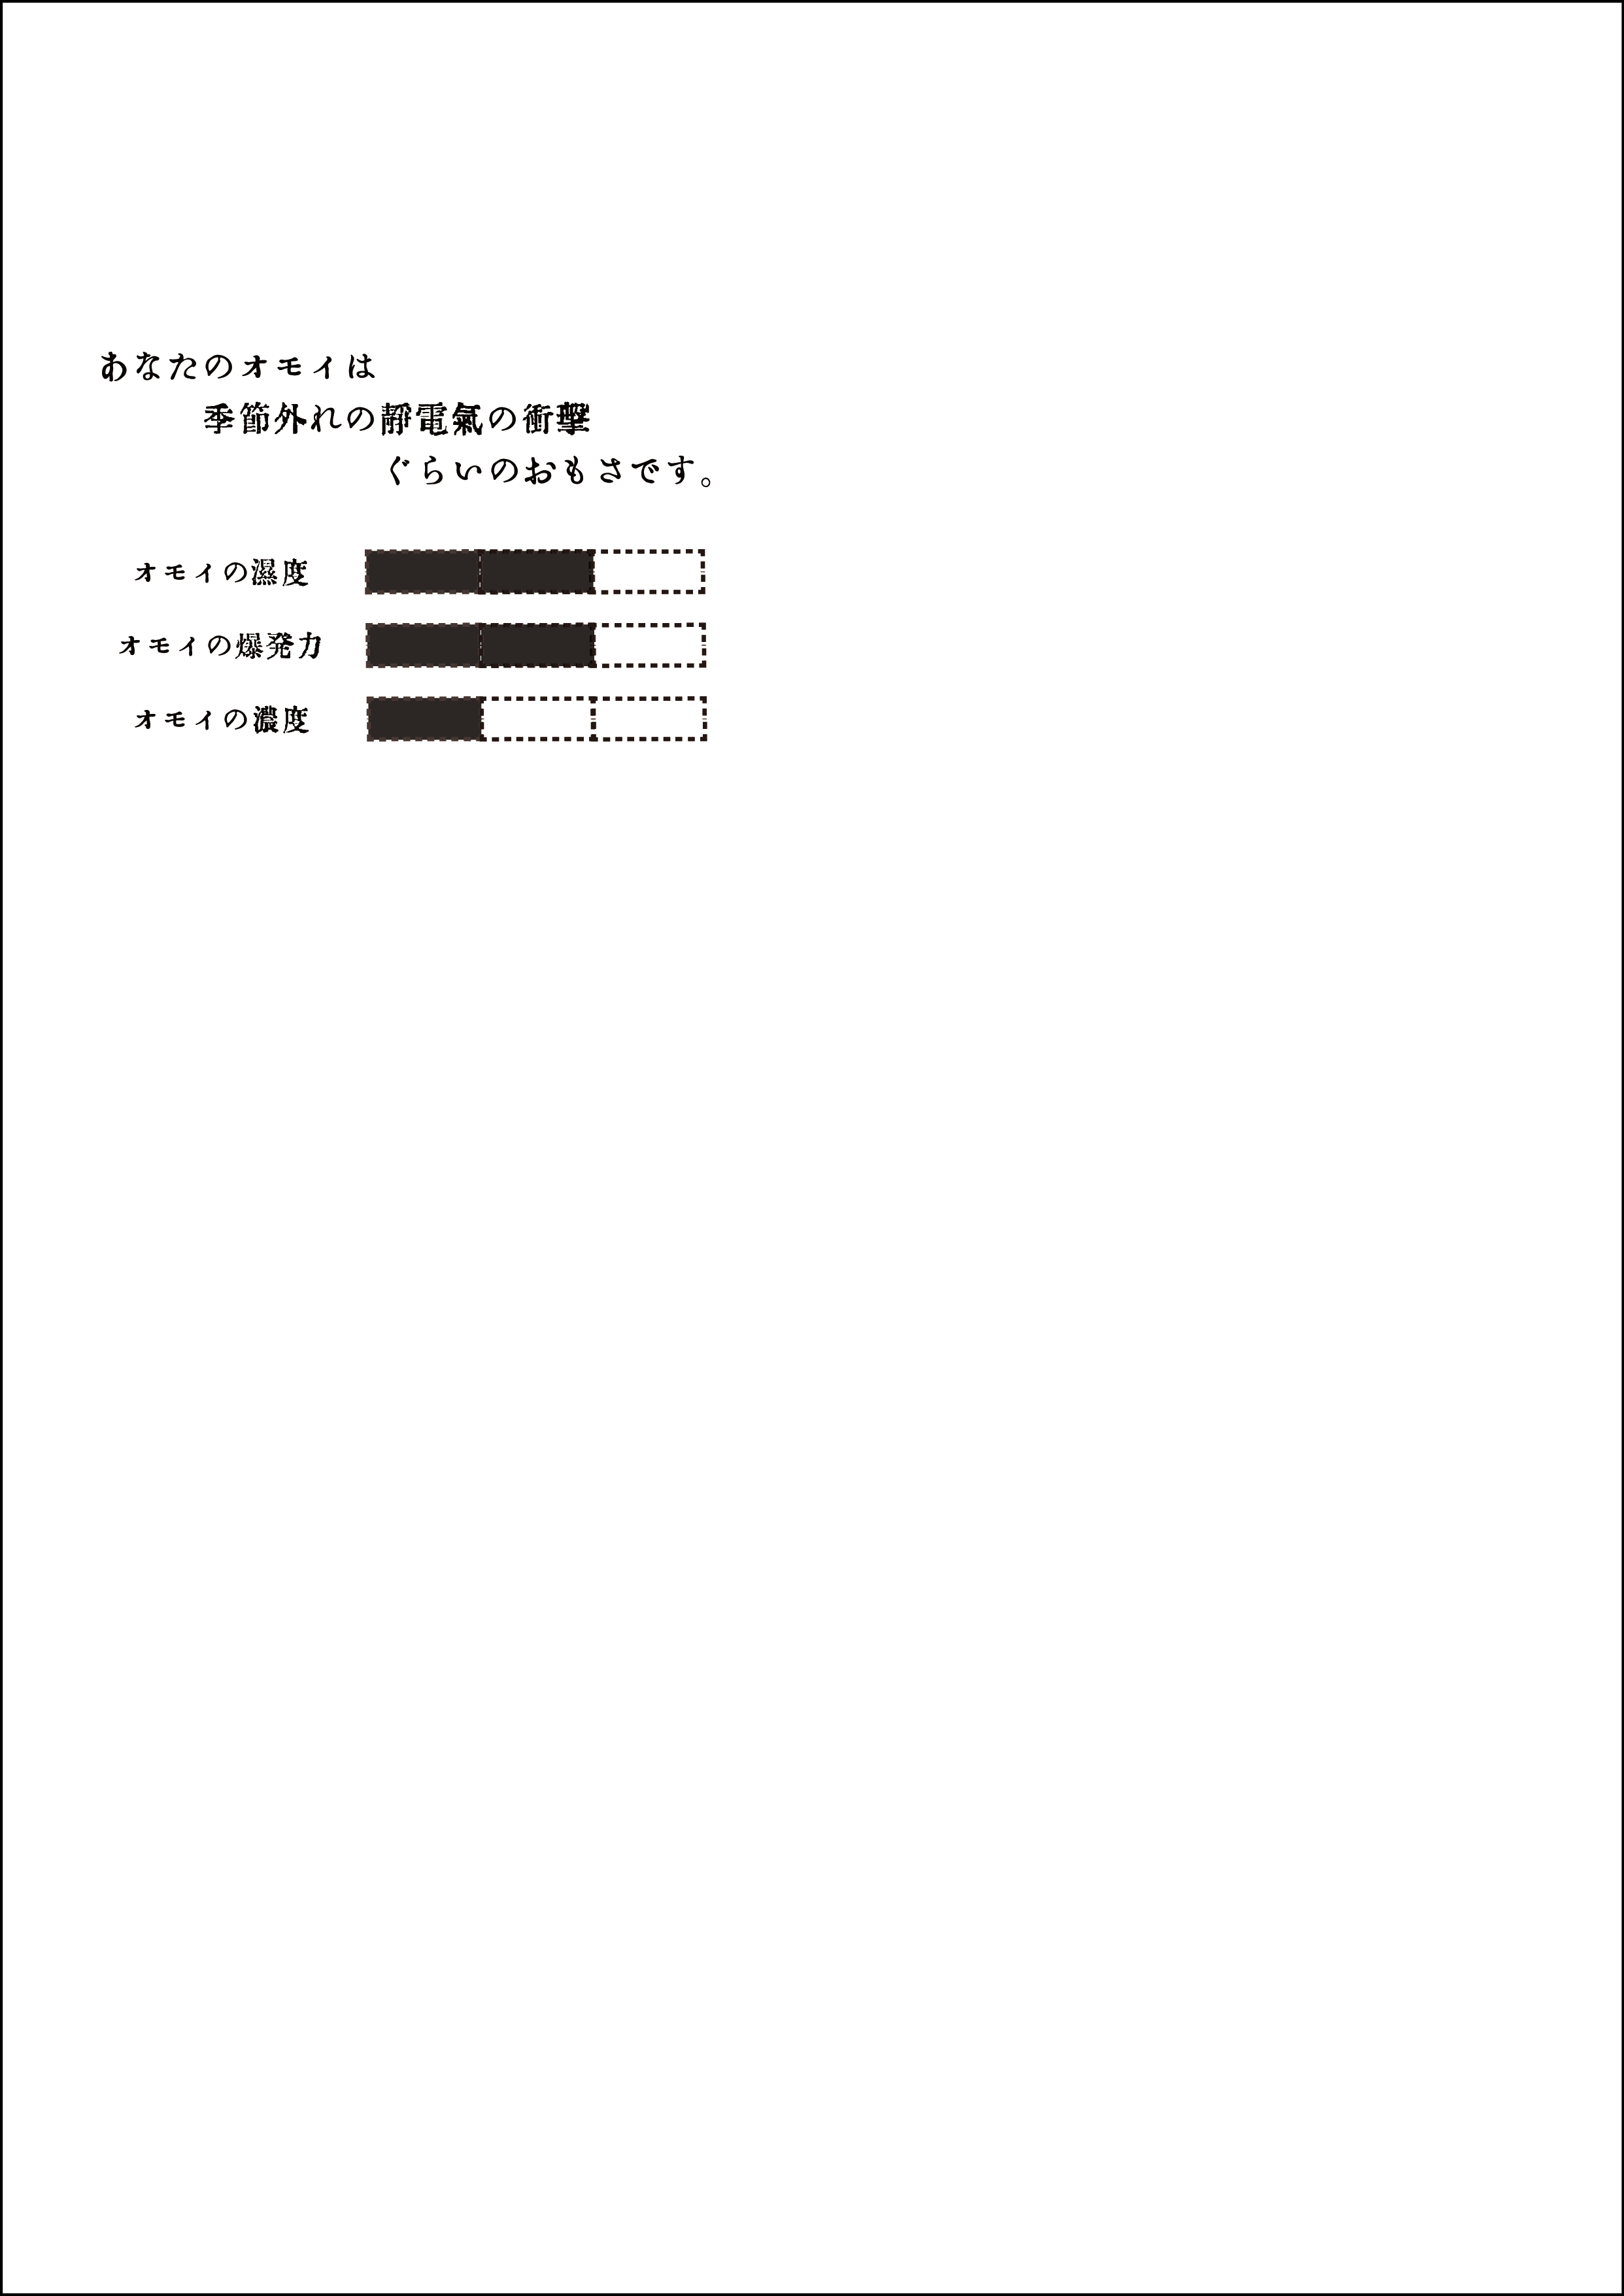 あなたのオモイは
季節外れの靜電氣の衝擊
ぐらいのおもさです。
オモイの濕度
オモイの爆発力
オモイの濃度